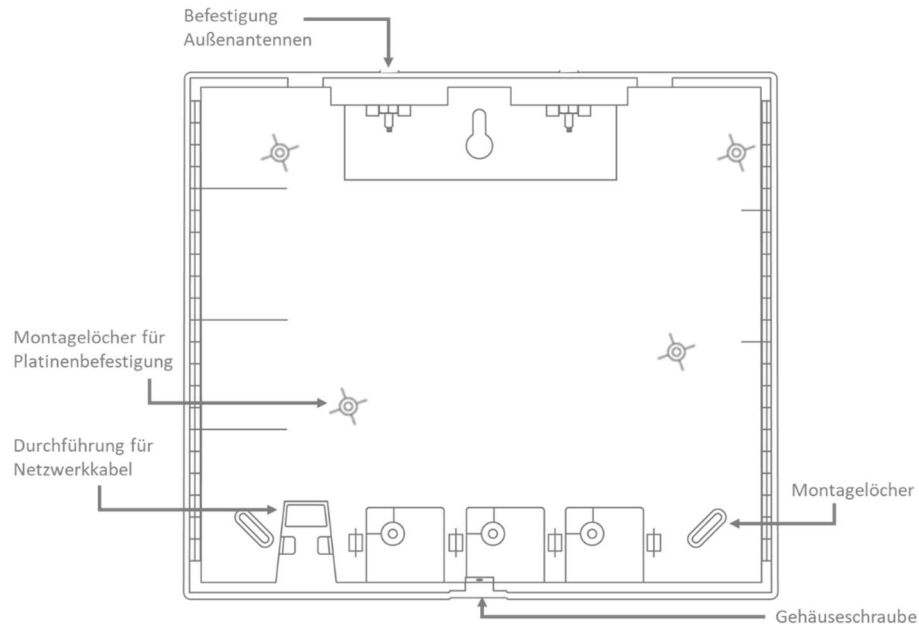 Befestigung
Außenantennen
Montagelöcher für
Platinenbefestigung
Durchführung für
Netzwerkkabel
Montagelöcher
Gehäuseschraube